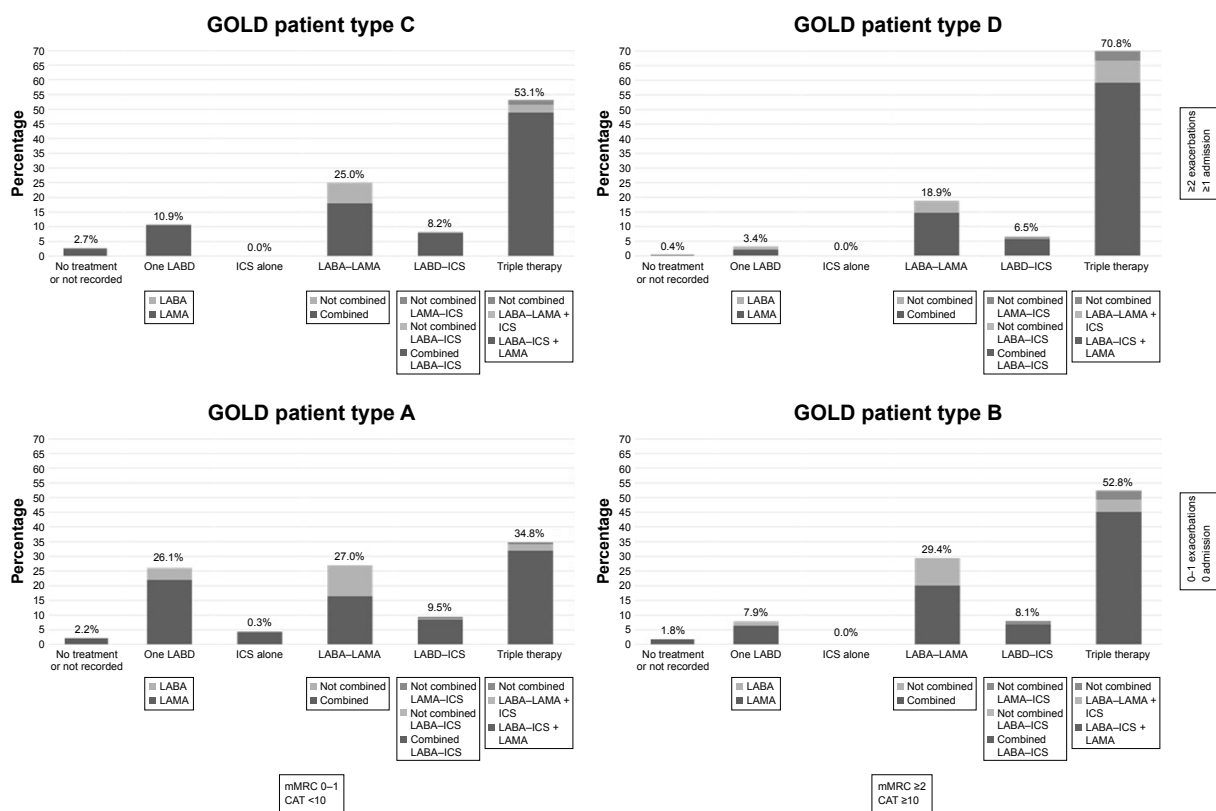 GOLD patient type C
Percentage
70
65
60
55
50
45
40
35
30
25
20
15
10
5
0
2.7%
10.9%
0.0%
25.0%
8.2%
53.1%
No treatment
or not recorded
One LABD
ICS alone
LABA–LAMA
LABD–ICS
Triple therapy
LABA
LAMA
Not combined
Combined
Not combined
LAMA–ICS
Not combined
LABA–ICS
Combined
LABA–ICS
Not combined
LABA–LAMA +
ICS
LABA–ICS +
LAMA
GOLD patient type D
Percentage
70
65
60
55
50
45
40
35
30
25
20
15
10
5
0
0.4%
3.4%
0.0%
18.9%
6.5%
70.8%
No treatment
or not recorded
One LABD
ICS alone
LABA–LAMA
LABD–ICS
Triple therapy
LABA
LAMA
Not combined
Combined
Not combined
LAMA–ICS
Not combined
LABA–ICS
Combined
LABA–ICS
Not combined
LABA–LAMA +
ICS
LABA–ICS +
LAMA
≥2 exacerbations
≥1 admission
GOLD patient type A
Percentage
70
65
60
55
50
45
40
35
30
25
20
15
10
5
0
2.2%
26.1%
0.3%
27.0%
9.5%
34.8%
No treatment
or not recorded
One LABD
ICS alone
LABA–LAMA
LABD–ICS
Triple therapy
LABA
LAMA
Not combined
Combined
Not combined
LAMA–ICS
Not combined
LABA–ICS
Combined
LABA–ICS
Not combined
LABA–LAMA +
ICS
LABA–ICS +
LAMA
mMRC 0–1
CAT <10
GOLD patient type B
Percentage
70
65
60
55
50
45
40
35
30
25
20
15
10
5
0
1.8%
7.9%
0.0%
29.4%
8.1%
52.8%
No treatment
or not recorded
One LABD
ICS alone
LABA–LAMA
LABD–ICS
Triple therapy
LABA
LAMA
Not combined
Combined
Not combined
LAMA–ICS
Not combined
LABA–ICS
Combined
LABA–ICS
Not combined
LABA–LAMA +
ICS
LABA–ICS +
LAMA
mMRC ≥2
CAT ≥10
0–1 exacerbations
0 admission